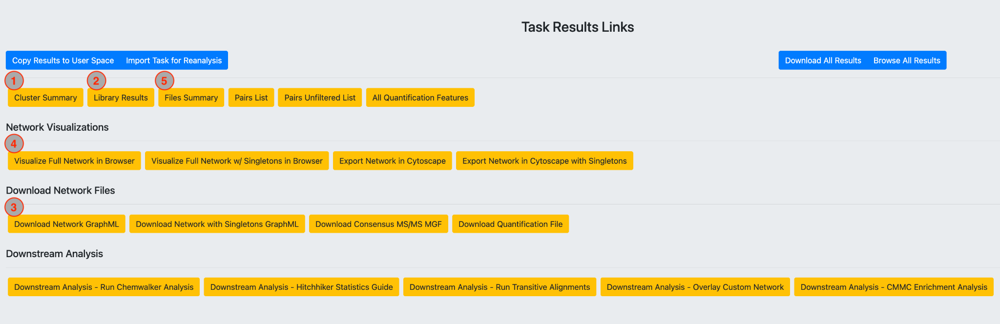 Task Results Links
Copy Results to User Space Import Task for Reanalysis Download All Results Browse All Results
1 2 5
Cluster Summary Library Results Files Summary Pairs List Pairs Unfiltered List All Quantification Features
Network Visualizations
4
Visualize Full Network in Browser Visualize Full Network w/ Singletons in Browser Export Network in Cytoscape Export Network in Cytoscape with Singletons
Download Network Files
3
Download Network GraphML Download Network with Singletons GraphML Download Consensus MS/MS MGF Download Quantification File
Downstream Analysis
Downstream Analysis - Run Chemwalker Analysis Downstream Analysis - Hitchhiker Statistics Guide Downstream Analysis - Run Transitive Alignments Downstream Analysis - Overlay Custom Network Downstream Analysis - CMMC Enrichment Analysis